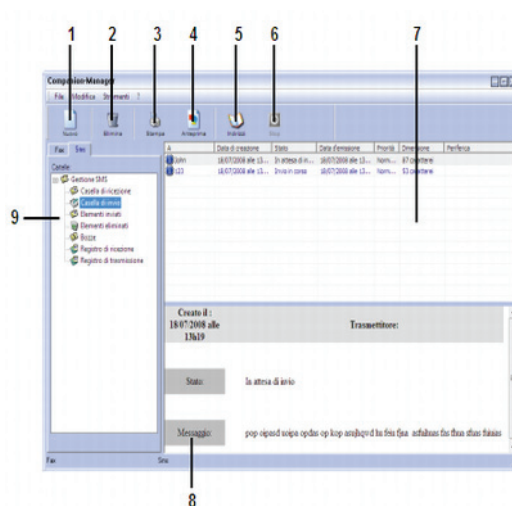 1 2 3 4 5 6 7
Companion Manager
File Modifica Strumenti ?
Nuovo Elimina Stampa Anteprima Indirizzi Stop
Fax Sms
Cartelle:
A Data di creazione Stato Data d'emissione Priorità Dimensione Periferica
John 18/07/2008 alle 13... In attesa di in... 18/07/2008 alle 13... Norm... 87 caratteri
123 18/07/2008 alle 13... Invio in corso 18/07/2008 alle 13... Norm... 53 caratteri
Gestione SMS
Casella di ricezione
Casella di invio
9
Elementi inviati
Elementi eliminati
Bozze
Registro di ricezione
Registro di trasmissione
Creato il :
18/07/2008 alle
13h19
Trasmettitore:
Stato: In attesa di invio
Messaggio: pop oipasd
Fax Sms
8